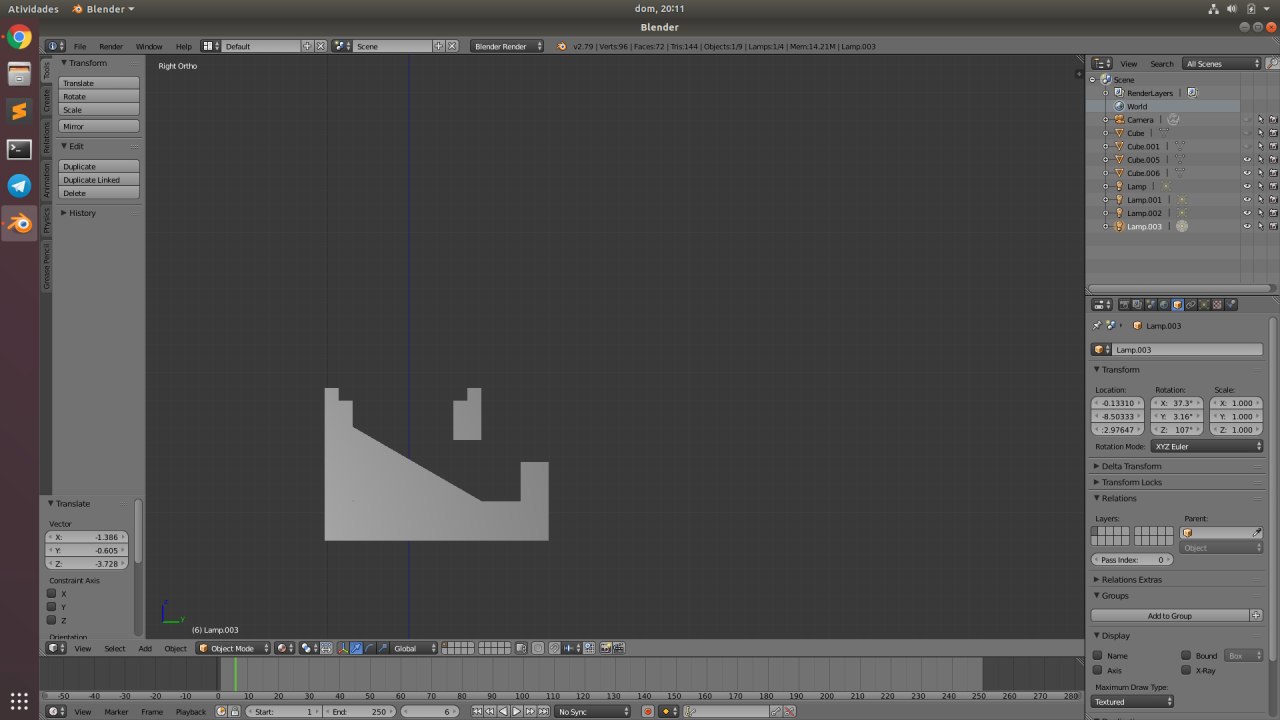 Atividades Blender dom, 20:11
Blender
File Render Window Help Default Scene Blender Render v2.79 | Verts:96 | Faces:72 | Tris:144 | Objects:1/9 | Lamps:1/4 | Mem:14.21M | Lamp.003
Tools
Create
Relations
Animation
Physics
Grease Pencil
Transform
Translate
Rotate
Scale
Mirror
Edit
Duplicate
Duplicate Linked
Delete
History
Translate
Vector
X: -1.386
Y: -0.605
Z: -3.728
Constraint Axis
X
Y
Z
Orientation
Right Ortho
z
y
(6) Lamp.003
View Select Add Object Object Mode Global
-50 -40 -30 -20 -10 0 10 20 30 40 50 60 70 80 90 100 110 120 130 140 150 160 170 180 190 200 210 220 230 240 250 260 270 280
View Marker Frame Playback Start: 1 End: 250 6 No Sync
View Search All Scenes
Scene
RenderLayers
World
Camera
Cube
Cube.001
Cube.005
Cube.006
Lamp
Lamp.001
Lamp.002
Lamp.003
Lamp.003
Lamp.003
Transform
Location: Rotation: Scale:
-0.13310 X: 37.3° X: 1.000
-8.50333 Y: 3.16° Y: 1.000
:2.97647 Z: 107° Z: 1.000
Rotation Mode: XYZ Euler
Delta Transform
Transform Locks
Relations
Layers: Parent:
Object
Pass Index: 0
Relations Extras
Groups
Add to Group
Display
Name Bound Box
Axis X-Ray
Maximum Draw Type:
Textured